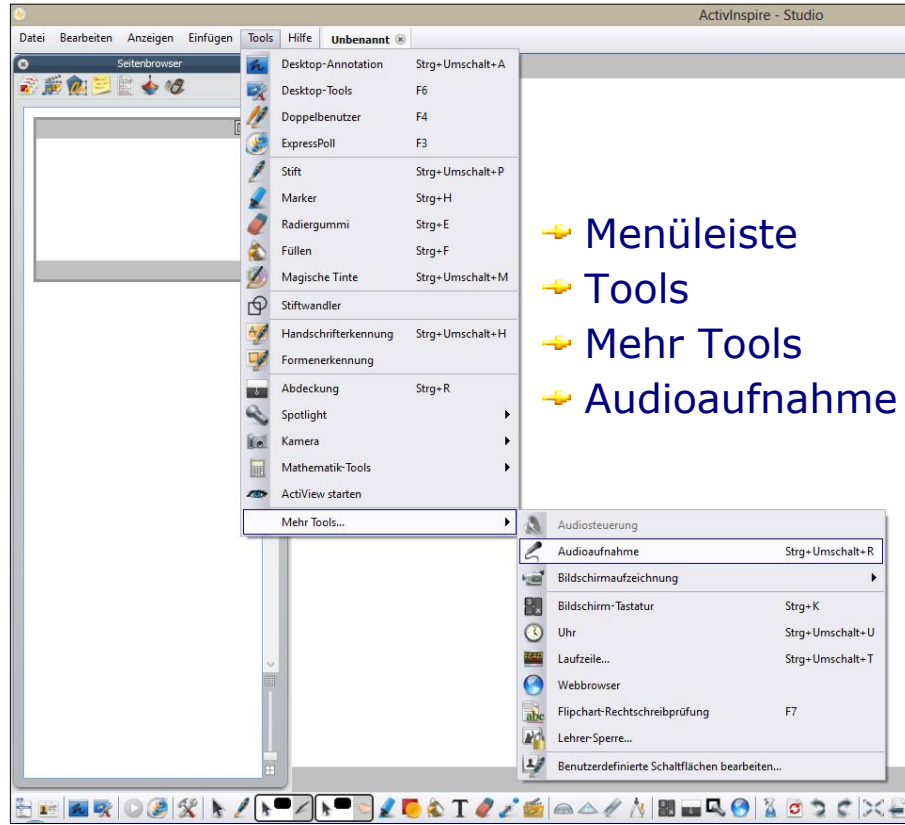 ActivInspire - Studio
Datei Bearbeiten Anzeigen Einfügen Tools Hilfe Unbenannt
Seitenbrowser
Desktop-Annotation Strg+Umschalt+A
Desktop-Tools F6
Doppelbenutzer F4
ExpressPoll F3
Stift Strg+Umschalt+P
Marker Strg+H
Radiergummi Strg+E
Füllen Strg+F
Magische Tinte Strg+Umschalt+M
Stiftwandler
Handschrifterkennung Strg+Umschalt+H
Formenerkennung
Abdeckung Strg+R
Spotlight
Kamera
Mathematik-Tools
ActiView starten
Mehr Tools...
Menüleiste
Tools
Mehr Tools
Audioaufnahme
Audiosteuerung
Audioaufnahme Strg+Umschalt+R
Bildschirmaufzeichnung
Bildschirm-Tastatur Strg+K
Uhr Strg+Umschalt+U
Laufzeile... Strg+Umschalt+T
Webbrowser
Flipchart-Rechtschreibprüfung F7
Lehrer-Sperre...
Benutzerdefinierte Schaltflächen bearbeiten...